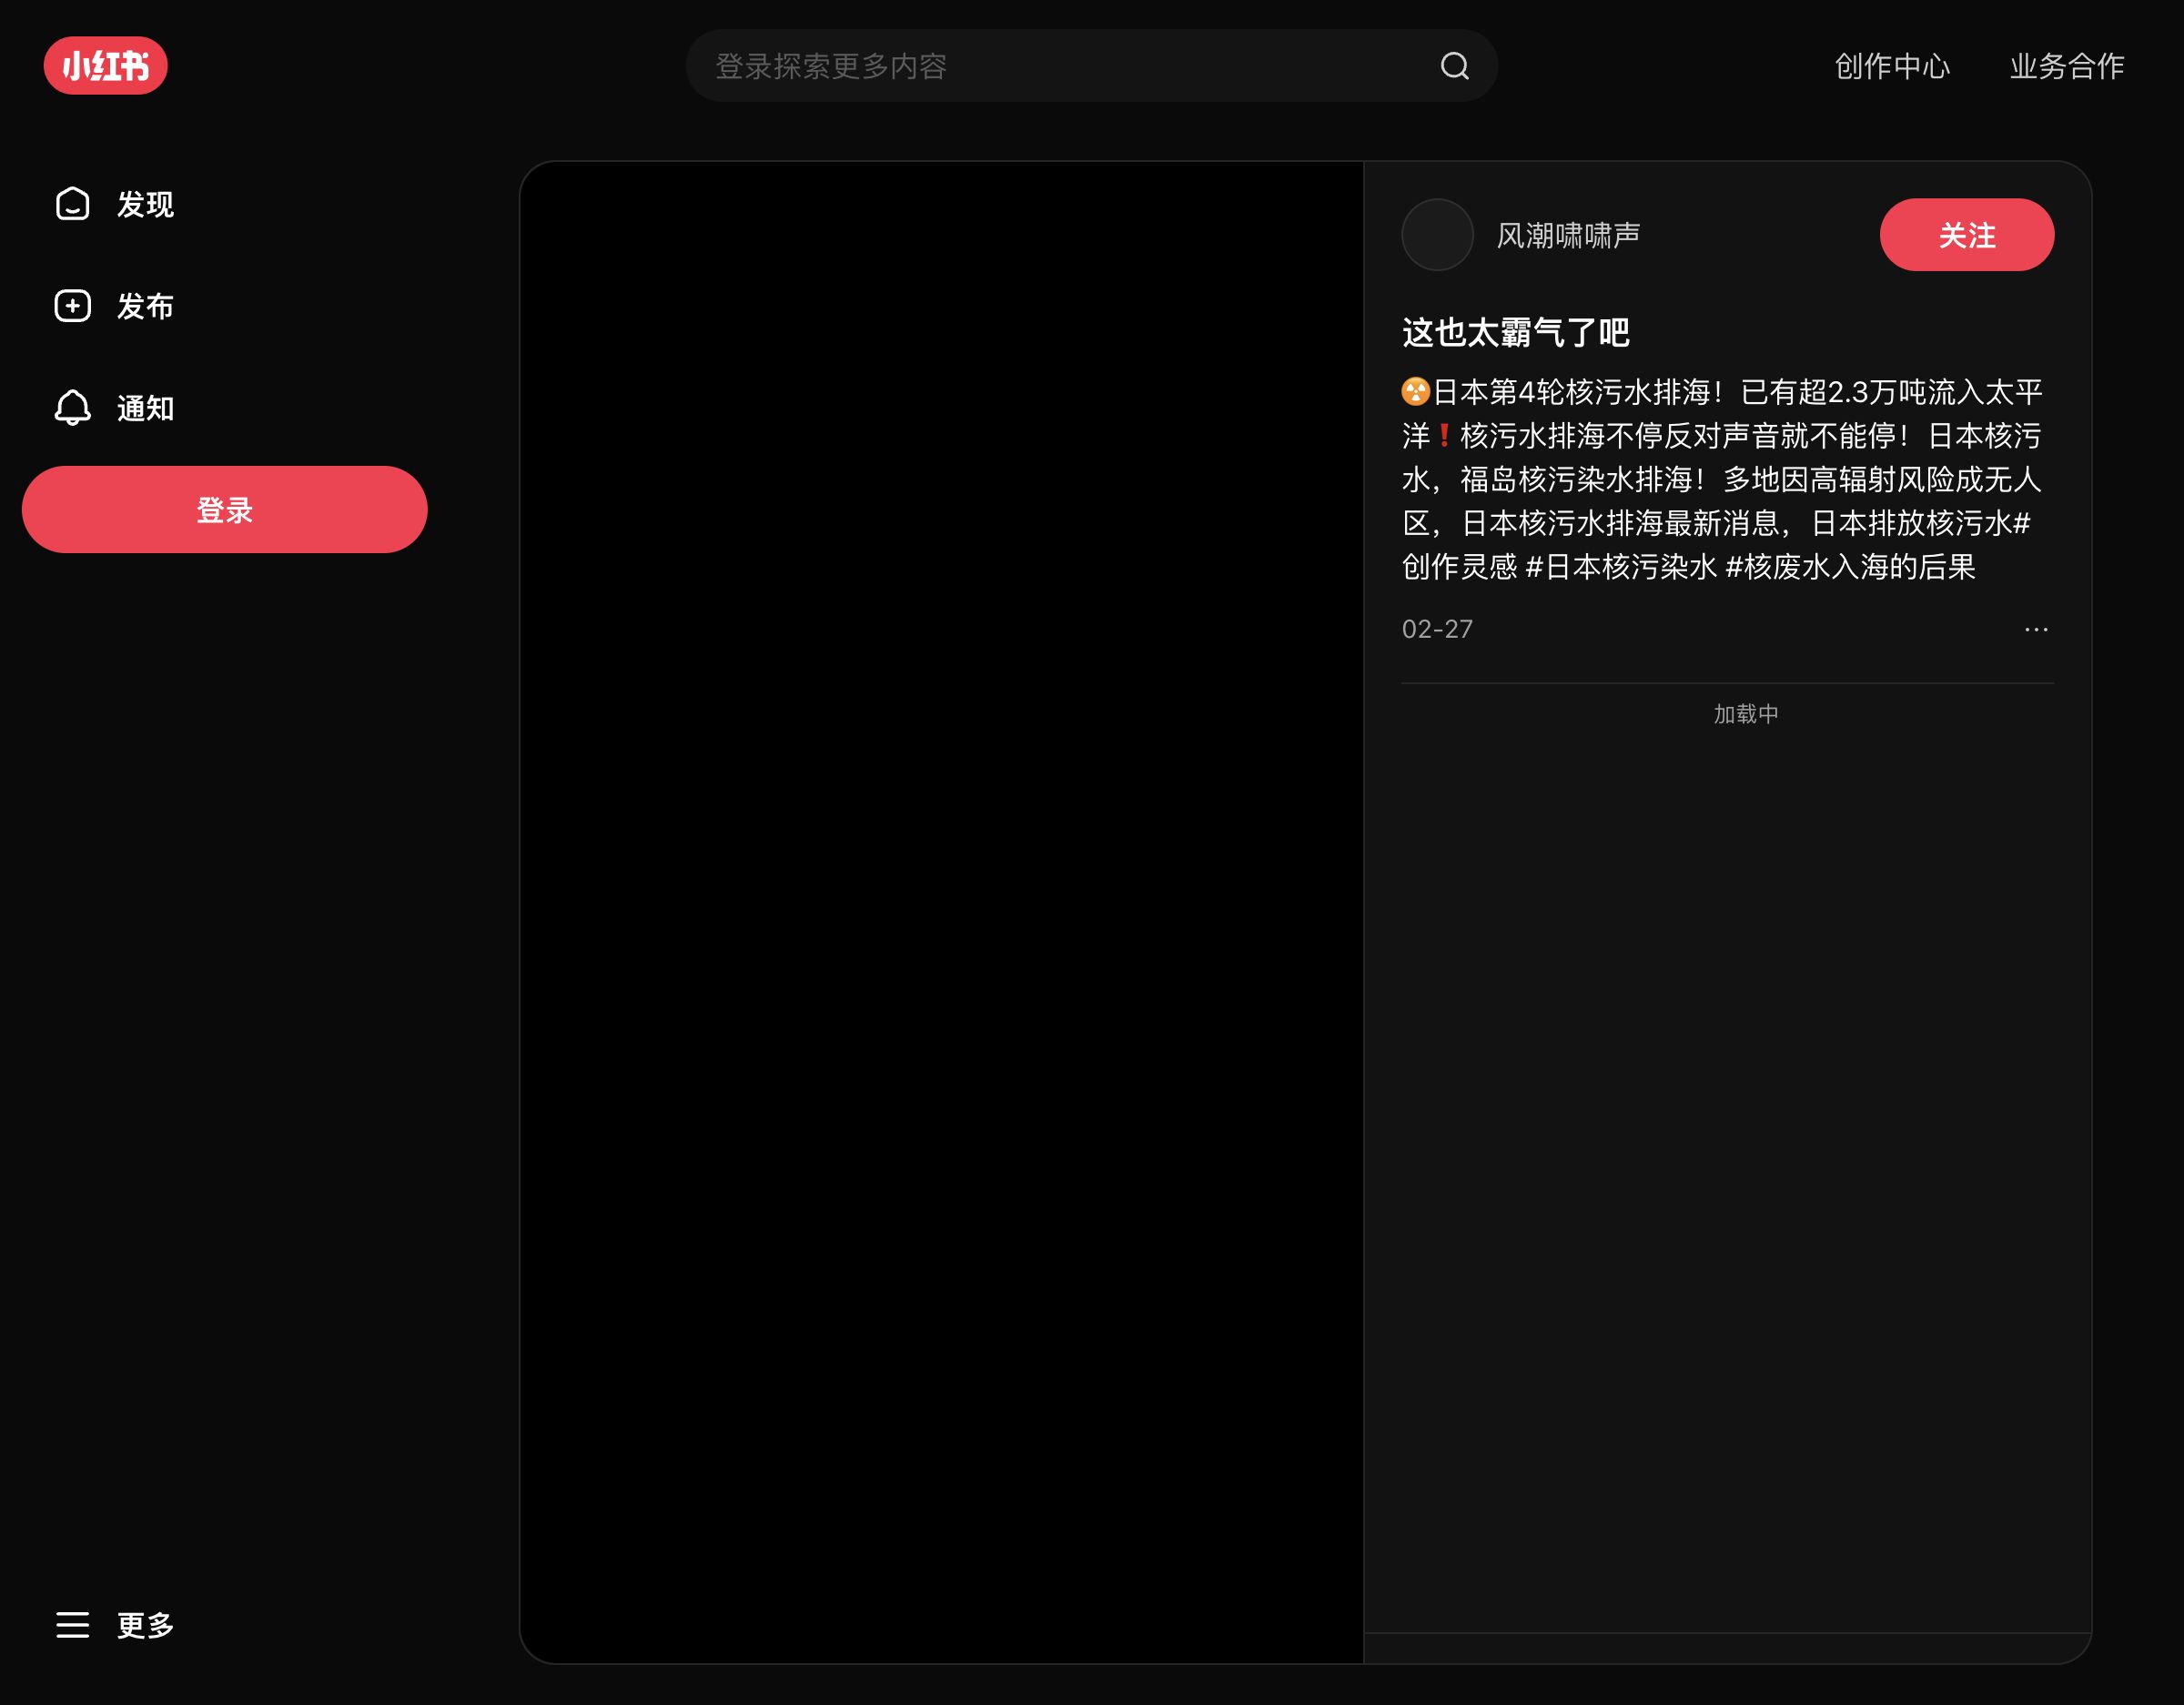 小红书
登录探索更多内容
创作中心
业务合作
发现
发布
通知
登录
更多
风潮啸啸声
关注
这也太霸气了吧
☢️日本第4轮核污水排海！已有超2.3万吨流入太平
洋❗核污水排海不停反对声音就不能停！日本核污
水，福岛核污染水排海！多地因高辐射风险成无人
区，日本核污水排海最新消息，日本排放核污水#
创作灵感 #日本核污染水 #核废水入海的后果
02-27
加载中